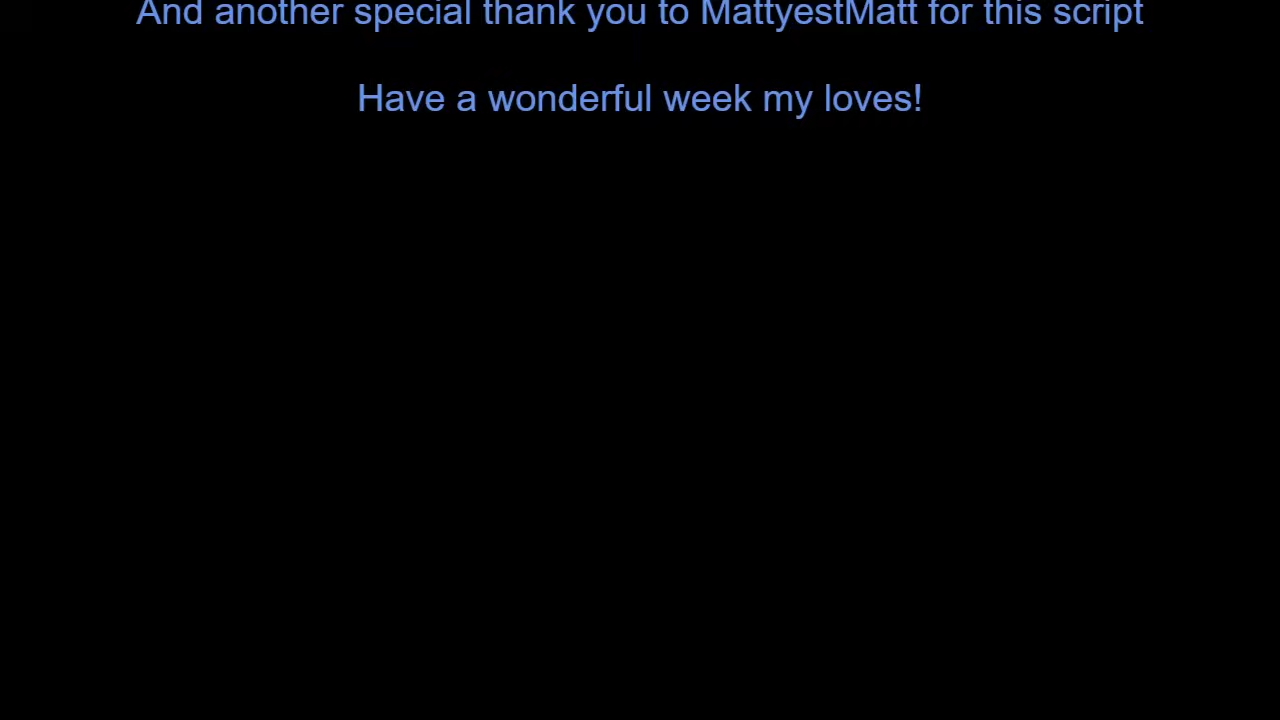 And another special thank you to MattyestMatt for this script
Have a wonderful week my loves!